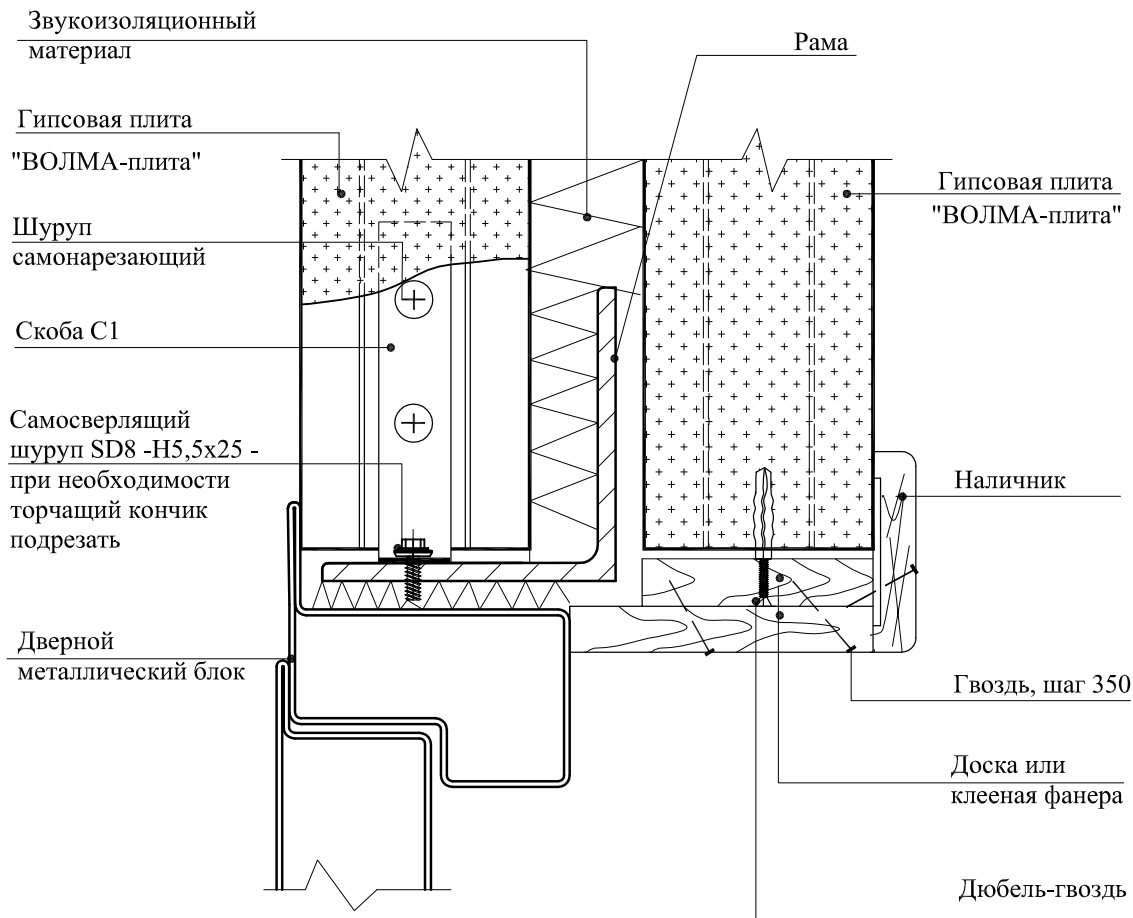 Звукоизоляционный
материал
Рама
Гипсовая плита
"ВОЛМА-плита"
Гипсовая плита
"ВОЛМА-плита"
Шуруп
самонарезающий
Скоба С1
Самосверлящий
шуруп SD8 -H5,5x25 -
при необходимости
торчащий кончик
подрезать
Наличник
Дверной
металлический блок
Гвоздь, шаг 350
Доска или
клееная фанера
Дюбель-гвоздь